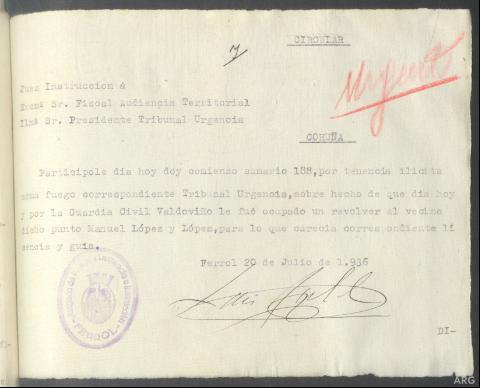 CIRCULAR
Urgente
Juez Instruccion á
Excmº Sr. Fiscal Audiencia Territorial
Ilmº Sr. Presidente Tribunal Urgencia
CORUÑA
Participole dia hoy doy comienzo sumario 188,por tenencia ilicita
arma fuego correspondiente Tribunal Urgencia,sobre hecho de que dia hoy
y por la Guardia Civil Valdoviño le fué ocupado un revolver al vecino
dicho punto Manuel López y López,para lo que carecia correspondiente li
cencia y guia.
Ferrol 20 de Julio de 1.936
FERROL
DI-
ARG